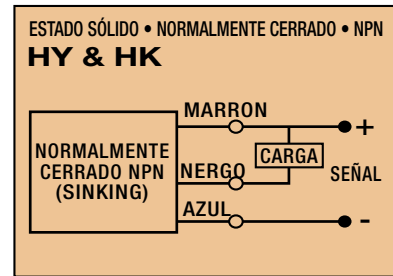 ESTADO SÓLIDO • NORMALMENTE CERRADO • NPN
HY & HK
MARRON
+
NORMALMENTE
CERRADO NPN
(SINKING)
CARGA
NERGO
SEÑAL
AZUL
-